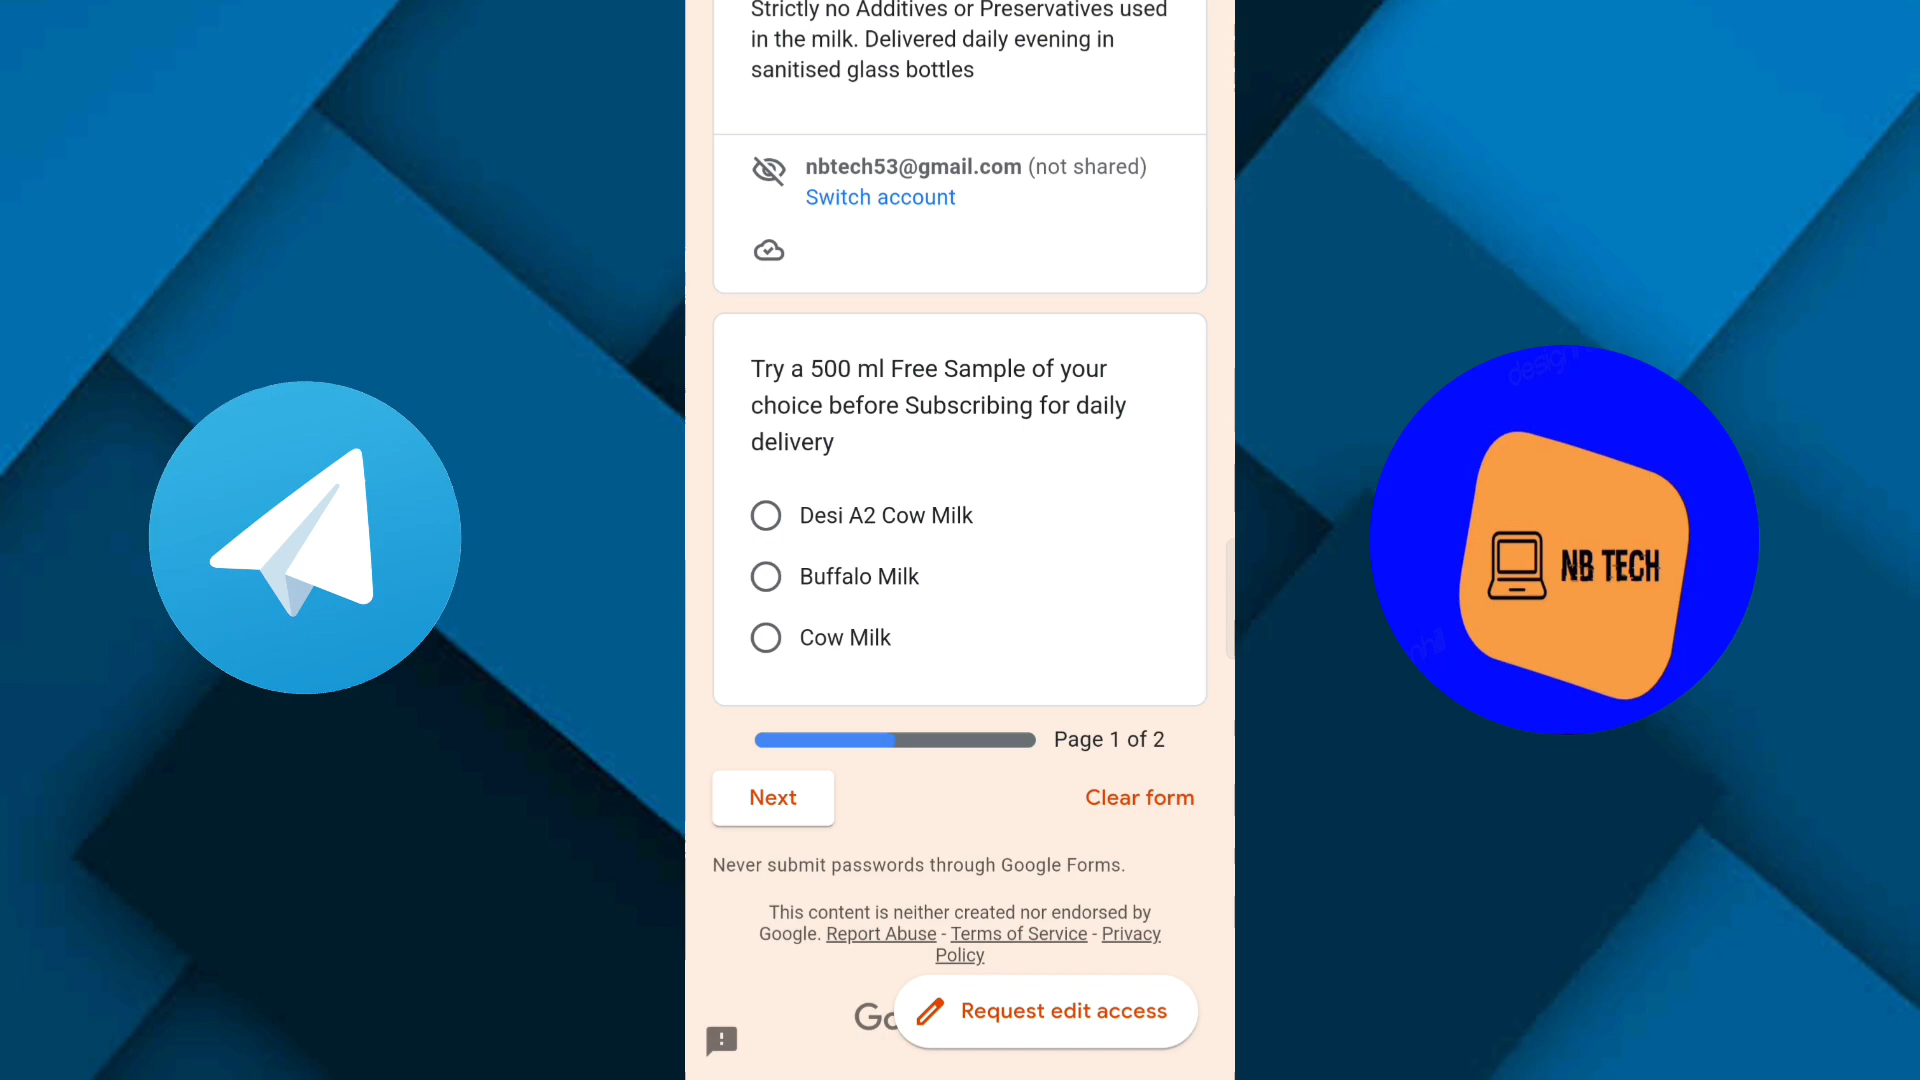 Strictly no Additives or Preservatives used
in the milk. Delivered daily evening in
sanitised glass bottles
nbtech53@gmail.com (not shared)
Switch account
Try a 500 ml Free Sample of your
choice before Subscribing for daily
delivery
Desi A2 Cow Milk
Buffalo Milk
Cow Milk
Page 1 of 2
Next
Clear form
Never submit passwords through Google Forms.
This content is neither created nor endorsed by
Google. Report Abuse - Terms of Service - Privacy
Policy
Request edit access
NB TECH